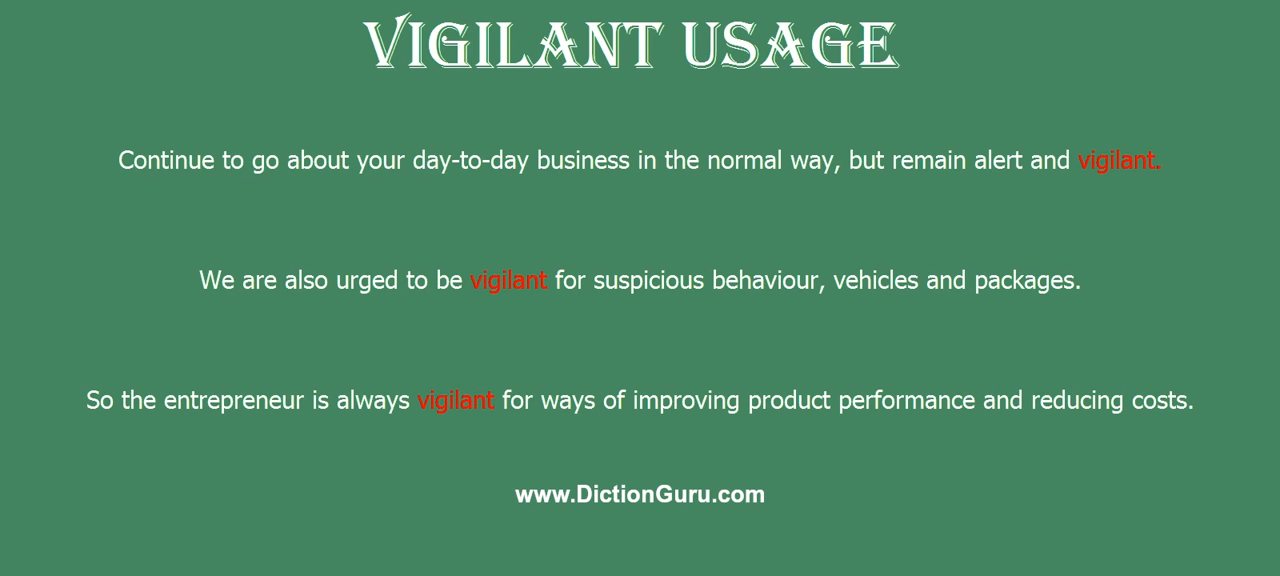 VIGILANT USAGE
Continue to go about your day-to-day business in the normal way, but remain alert and vigilant.
We are also urged to be vigilant for suspicious behaviour, vehicles and packages.
So the entrepreneur is always vigilant for ways of improving product performance and reducing costs.
www.DictionGuru.com